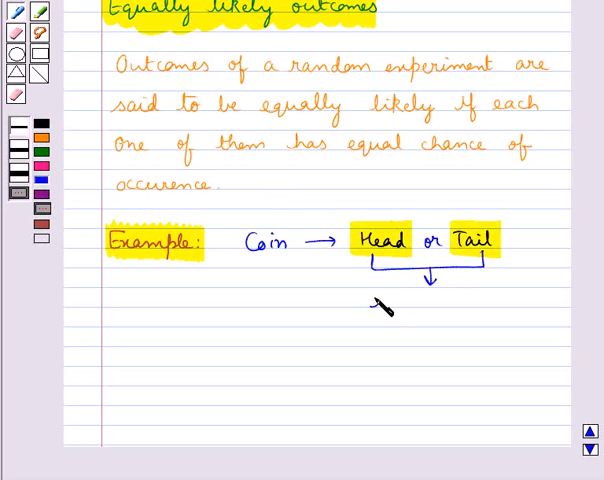 Equally likely outcomes
Outcomes of a random experiment are
said to be equally likely if each
one of them has equal chance of
occurence.
Example: Coin → Head or Tail